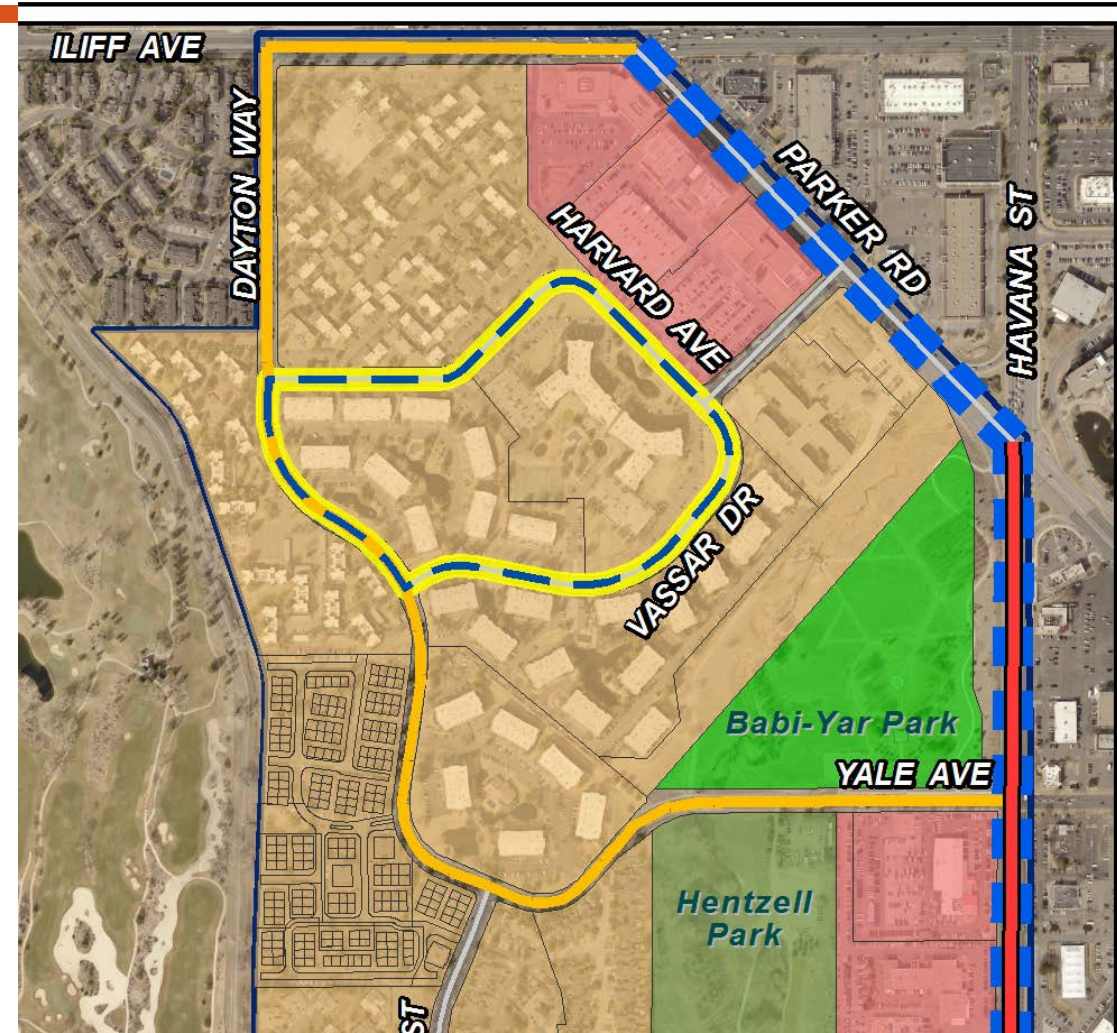 ILIFF AVE
DAYTON WAY
PARKER RD
HAVANA ST
HARVARD AVE
VASSAR DR
Babi-Yar Park
YALE AVE
Hentzell
Park
ST